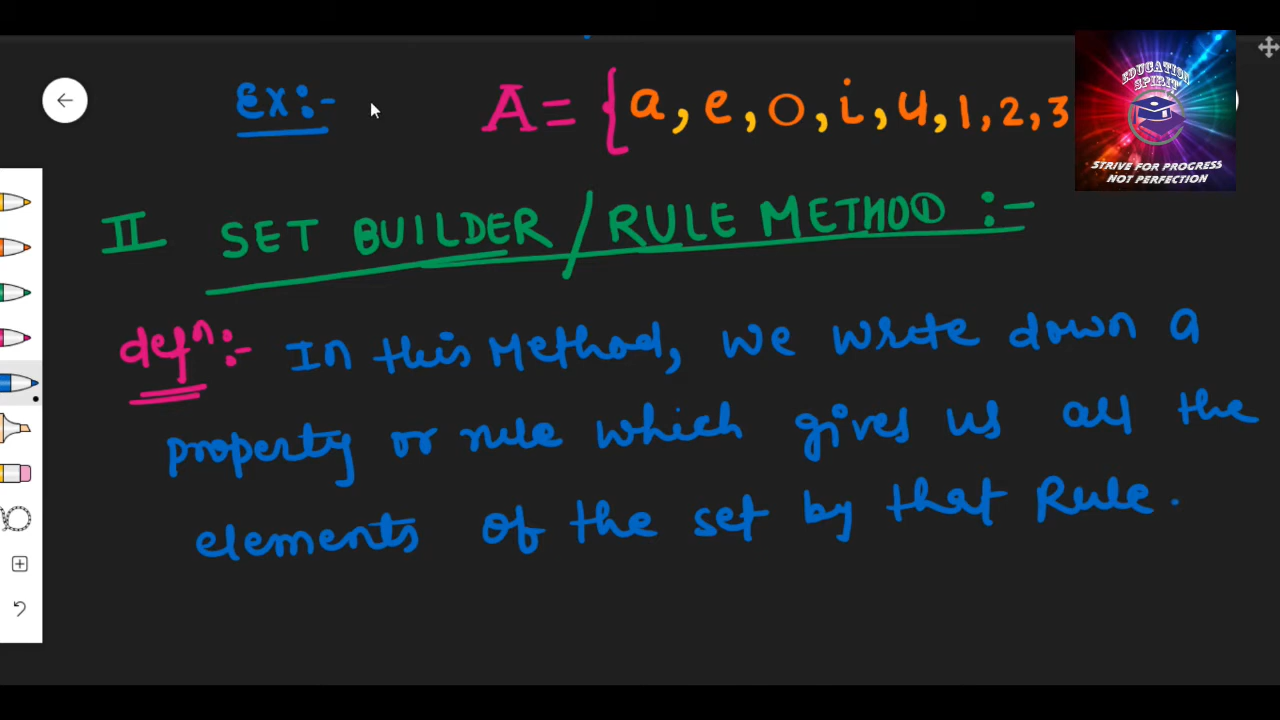 Ex:- A= {a, e, o, i, u, 1, 2, 3
EDUCATION
SPIRIT
STRIVE FOR PROGRESS
NOT PERFECTION
II SET BUILDER / RULE METHOD :-
defⁿ:- In this Method, we write down a
property or rule which gives us all the
elements of the set by that Rule.